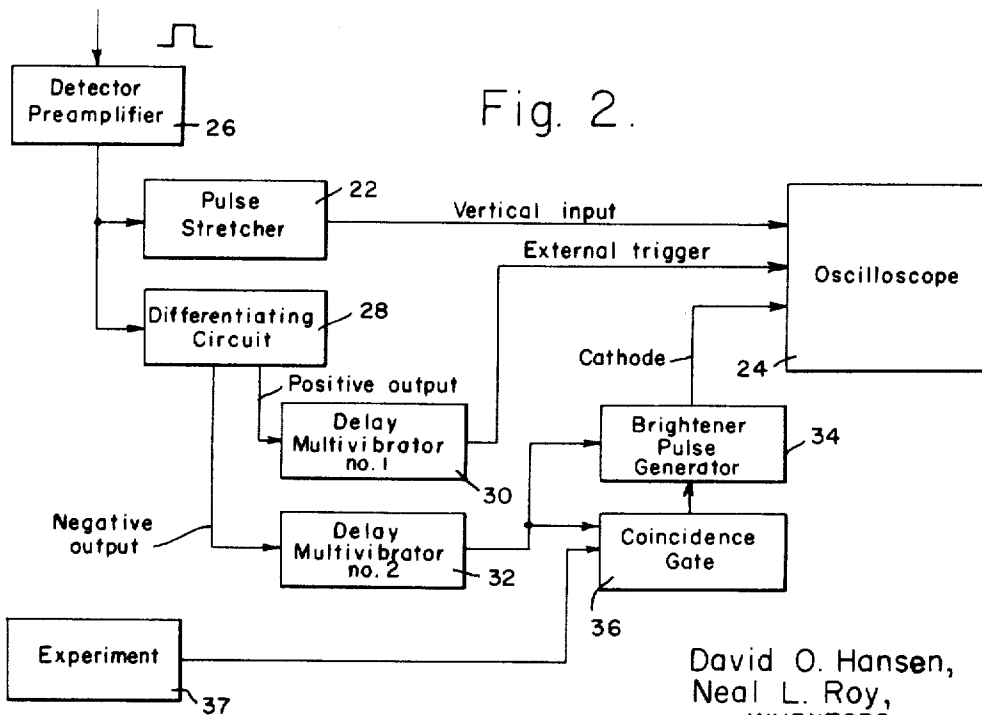 Fig. 2.
Detector
Preamplifier
26
Pulse
Stretcher
22
Vertical input
External trigger
Oscilloscope
24
Differentiating
Circuit
28
Cathode
Positive output
Delay
Multivibrator
no. 1
30
Brightener
Pulse
Generator
34
Negative
output
Delay
Multivibrator
no. 2
32
Coincidence
Gate
36
Experiment
37
David O. Hansen,
Neal L. Roy,